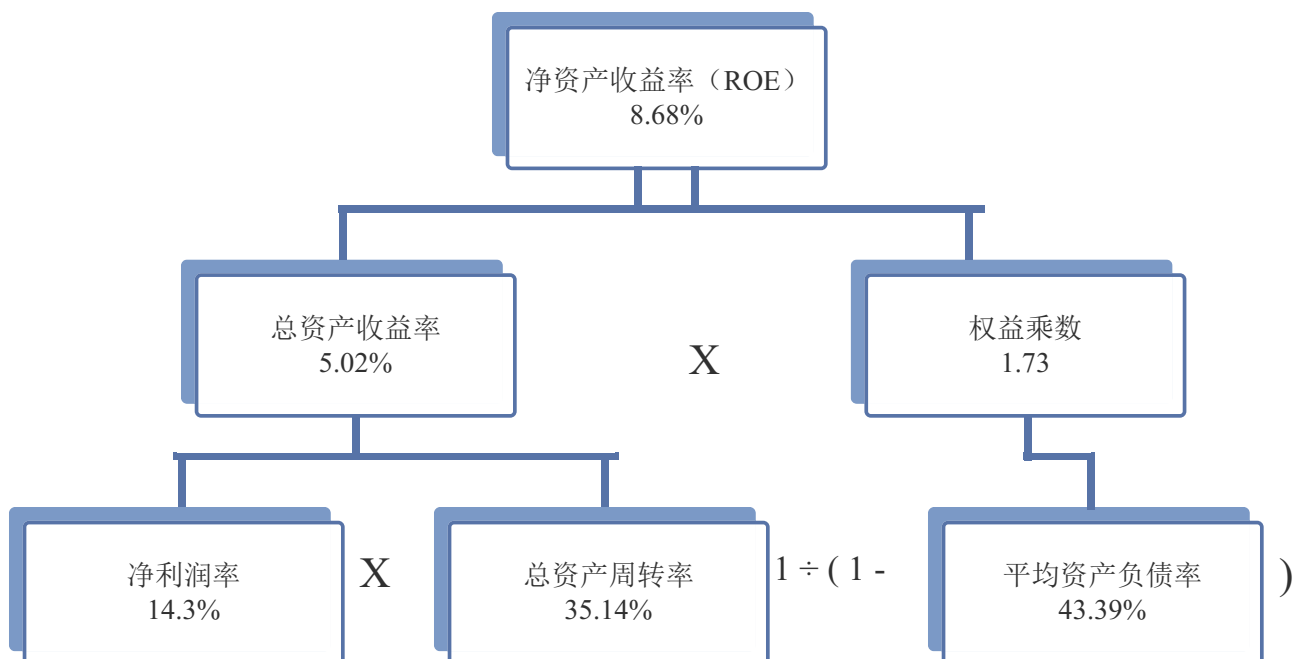 净资产收益率（ROE）
8.68%
总资产收益率
5.02%
X
权益乘数
1.73
净利润率
14.3%
X
总资产周转率
35.14%
1 ÷ ( 1 -
平均资产负债率
43.39%
)